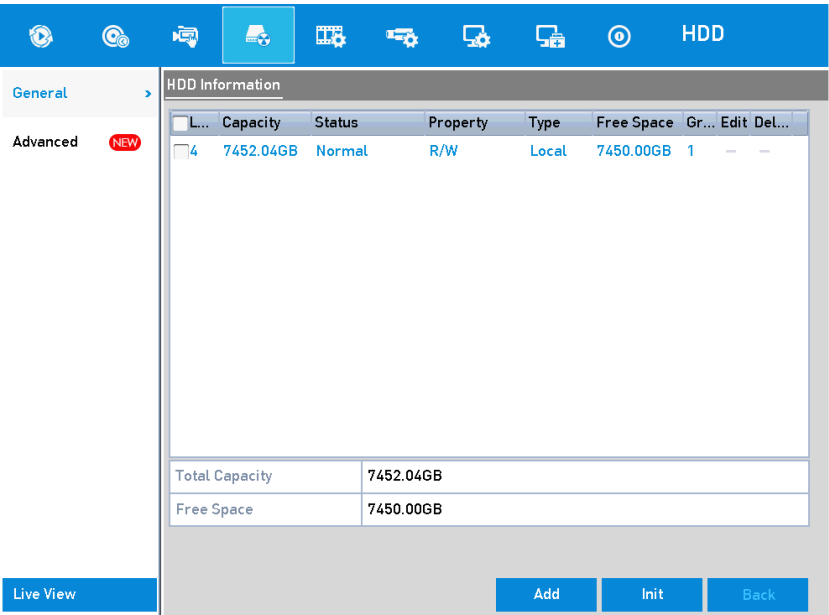 HDD
General >
Advanced NEW
HDD Information
L... Capacity Status Property Type Free Space Gr... Edit Del...
4 7452.04GB Normal R/W Local 7450.00GB 1 — —
Total Capacity 7452.04GB
Free Space 7450.00GB
Live View Add Init Back